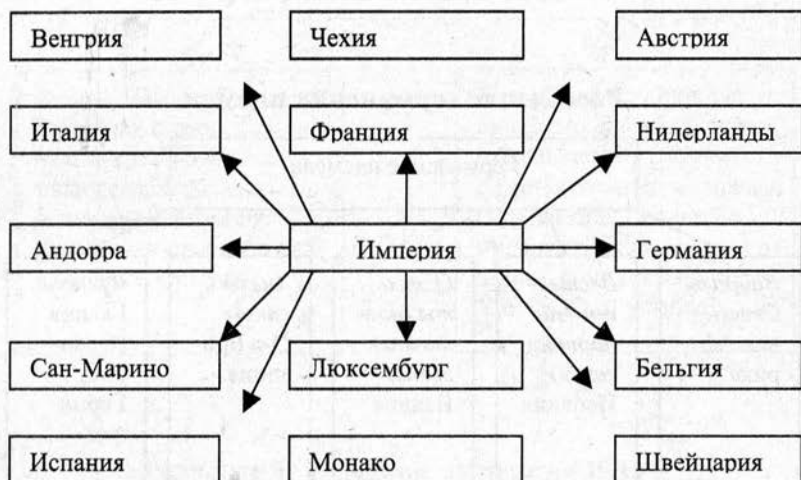 Венгрия Чехия Австрия
Италия Франция Нидерланды
Андорра Империя Германия
Сан-Марино Люксембург Бельгия
Испания Монако Швейцария